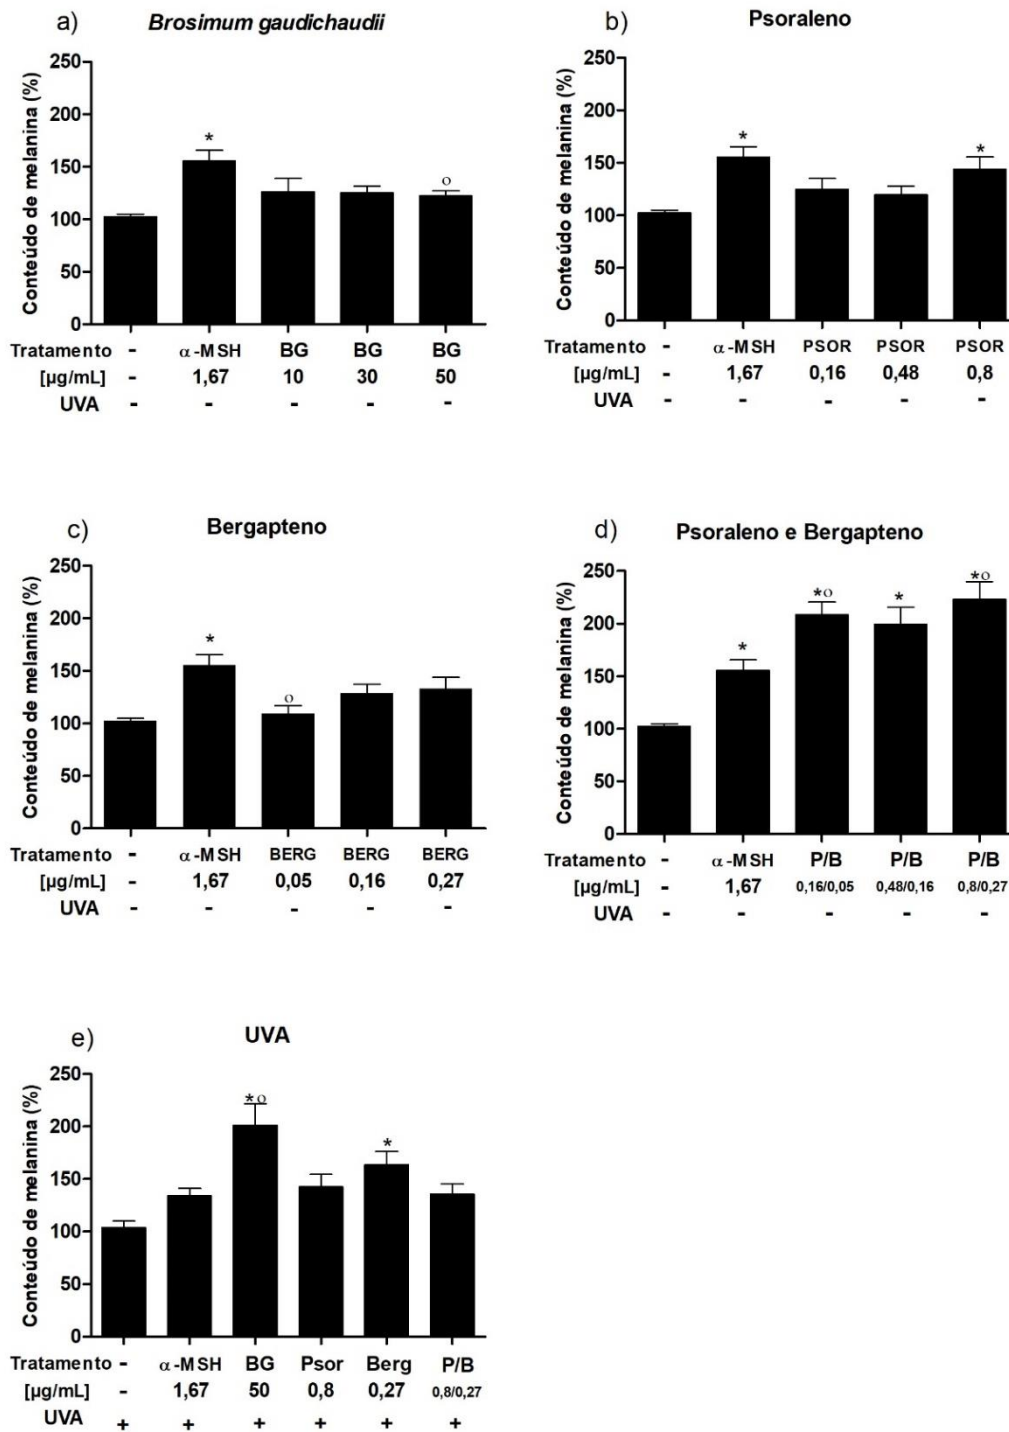 a) Brosimum gaudichaudii
Conteúdo de melanina (%)
250
200
150
100
50
0
*
o
Tratamento - α-MSH BG BG BG
[µg/mL] - 1,67 10 30 50
UVA - - - - -
b) Psoraleno
Conteúdo de melanina (%)
250
200
150
100
50
0
* *
Tratamento - α-MSH PSOR PSOR PSOR
[µg/mL] - 1,67 0,16 0,48 0,8
UVA - - - - -
c) Bergapteno
Conteúdo de melanina (%)
250
200
150
100
50
0
*
o
Tratamento - α-MSH BERG BERG BERG
[µg/mL] - 1,67 0,05 0,16 0,27
UVA - - - - -
d) Psoraleno e Bergapteno
Conteúdo de melanina (%)
250
200
150
100
50
0
* *o * *o
Tratamento - α-MSH P/B P/B P/B
[µg/mL] - 1,67 0,16/0,05 0,48/0,16 0,8/0,27
UVA - - - - -
e) UVA
Conteúdo de melanina (%)
250
200
150
100
50
0
*o *
Tratamento - α-MSH BG Psor Berg P/B
[µg/mL] - 1,67 50 0,8 0,27 0,8/0,27
UVA + + + + + +